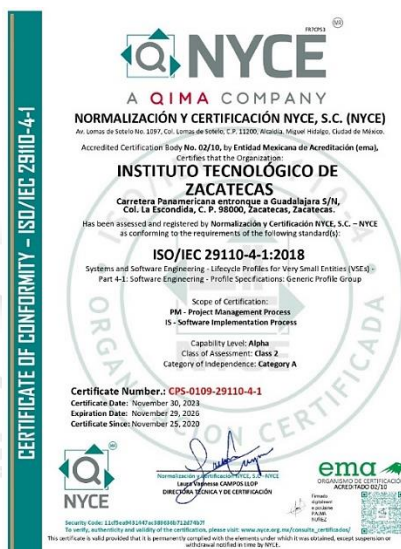 FR7CPS3
MR
NYCE
A QIMA COMPANY
NORMALIZACIÓN Y CERTIFICACIÓN NYCE, S.C. (NYCE)
Av. Lomas de Sotelo No. 1097, Col. Lomas de Sotelo, C.P. 11200, Alcaldía, Miguel Hidalgo, Ciudad de México.
Accredited Certification Body No. 02/10, by Entidad Mexicana de Acreditación (ema),
Certifies that the Organization:
INSTITUTO TECNOLÓGICO DE
ZACATECAS
Carretera Panamericana entronque a Guadalajara S/N,
Col. La Escondida, C. P. 98000, Zacatecas, Zacatecas.
Has been assessed and registered by Normalización y Certificación NYCE, S.C. – NYCE
as conforming to the requirements of the following standard(s):
ISO/IEC 29110-4-1:2018
Systems and Software Engineering - Lifecycle Profiles for Very Small Entities (VSEs) -
Part 4-1: Software Engineering - Profile Specifications: Generic Profile Group
Scope of Certification:
PM - Project Management Process
IS - Software Implementation Process
Capability Level: Alpha
Class of Assessment: Class 2
Category of Independence: Category A
Certificate Number.: CPS-0109-29110-4-1
Certificate Date: November 30, 2023
Expiration Date: November 29, 2026
Certificate Since: November 25, 2020
CERTIFICATE OF CONFORMITY – ISO/IEC 29110-4-1
ORGANIZACIÓN CERTIFICADA
NYCE
Normalización y Certificación NYCE, S.C. - NYCE
Laura Vanessa CAMPOS LLOP
DIRECTORA TÉCNICA Y DE CERTIFICACIÓN
Firmado
ema
ORGANISMO DE CERTIFICACIÓN
ACREDITADO 02/10
To verify, authenticity and validity of the certification, please visit: www.nyce.org.mx/consulta_certificados/
This certificate is valid provided that it is permanently complied with the elements under which it was obtained, except suspension or
withdrawal notified in time by NYCE.